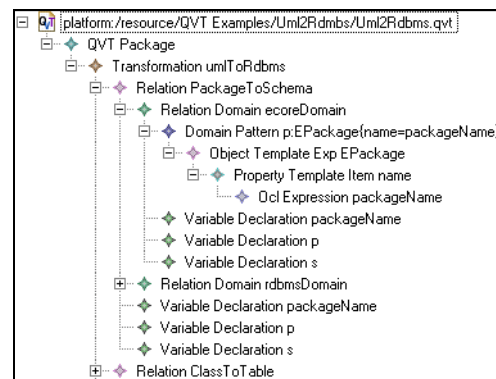 platform:/resource/QVT Examples/Uml2Rdmbs/Uml2Rdbms.qvt
QVT Package
Transformation umlToRdbms
Relation PackageToSchema
Relation Domain ecoreDomain
Domain Pattern p:EPackage{name=packageName}
Object Template Exp EPackage
Property Template Item name
Ocl Expression packageName
Variable Declaration packageName
Variable Declaration p
Variable Declaration s
Relation Domain rdbmsDomain
Variable Declaration packageName
Variable Declaration p
Variable Declaration s
Relation ClassToTable